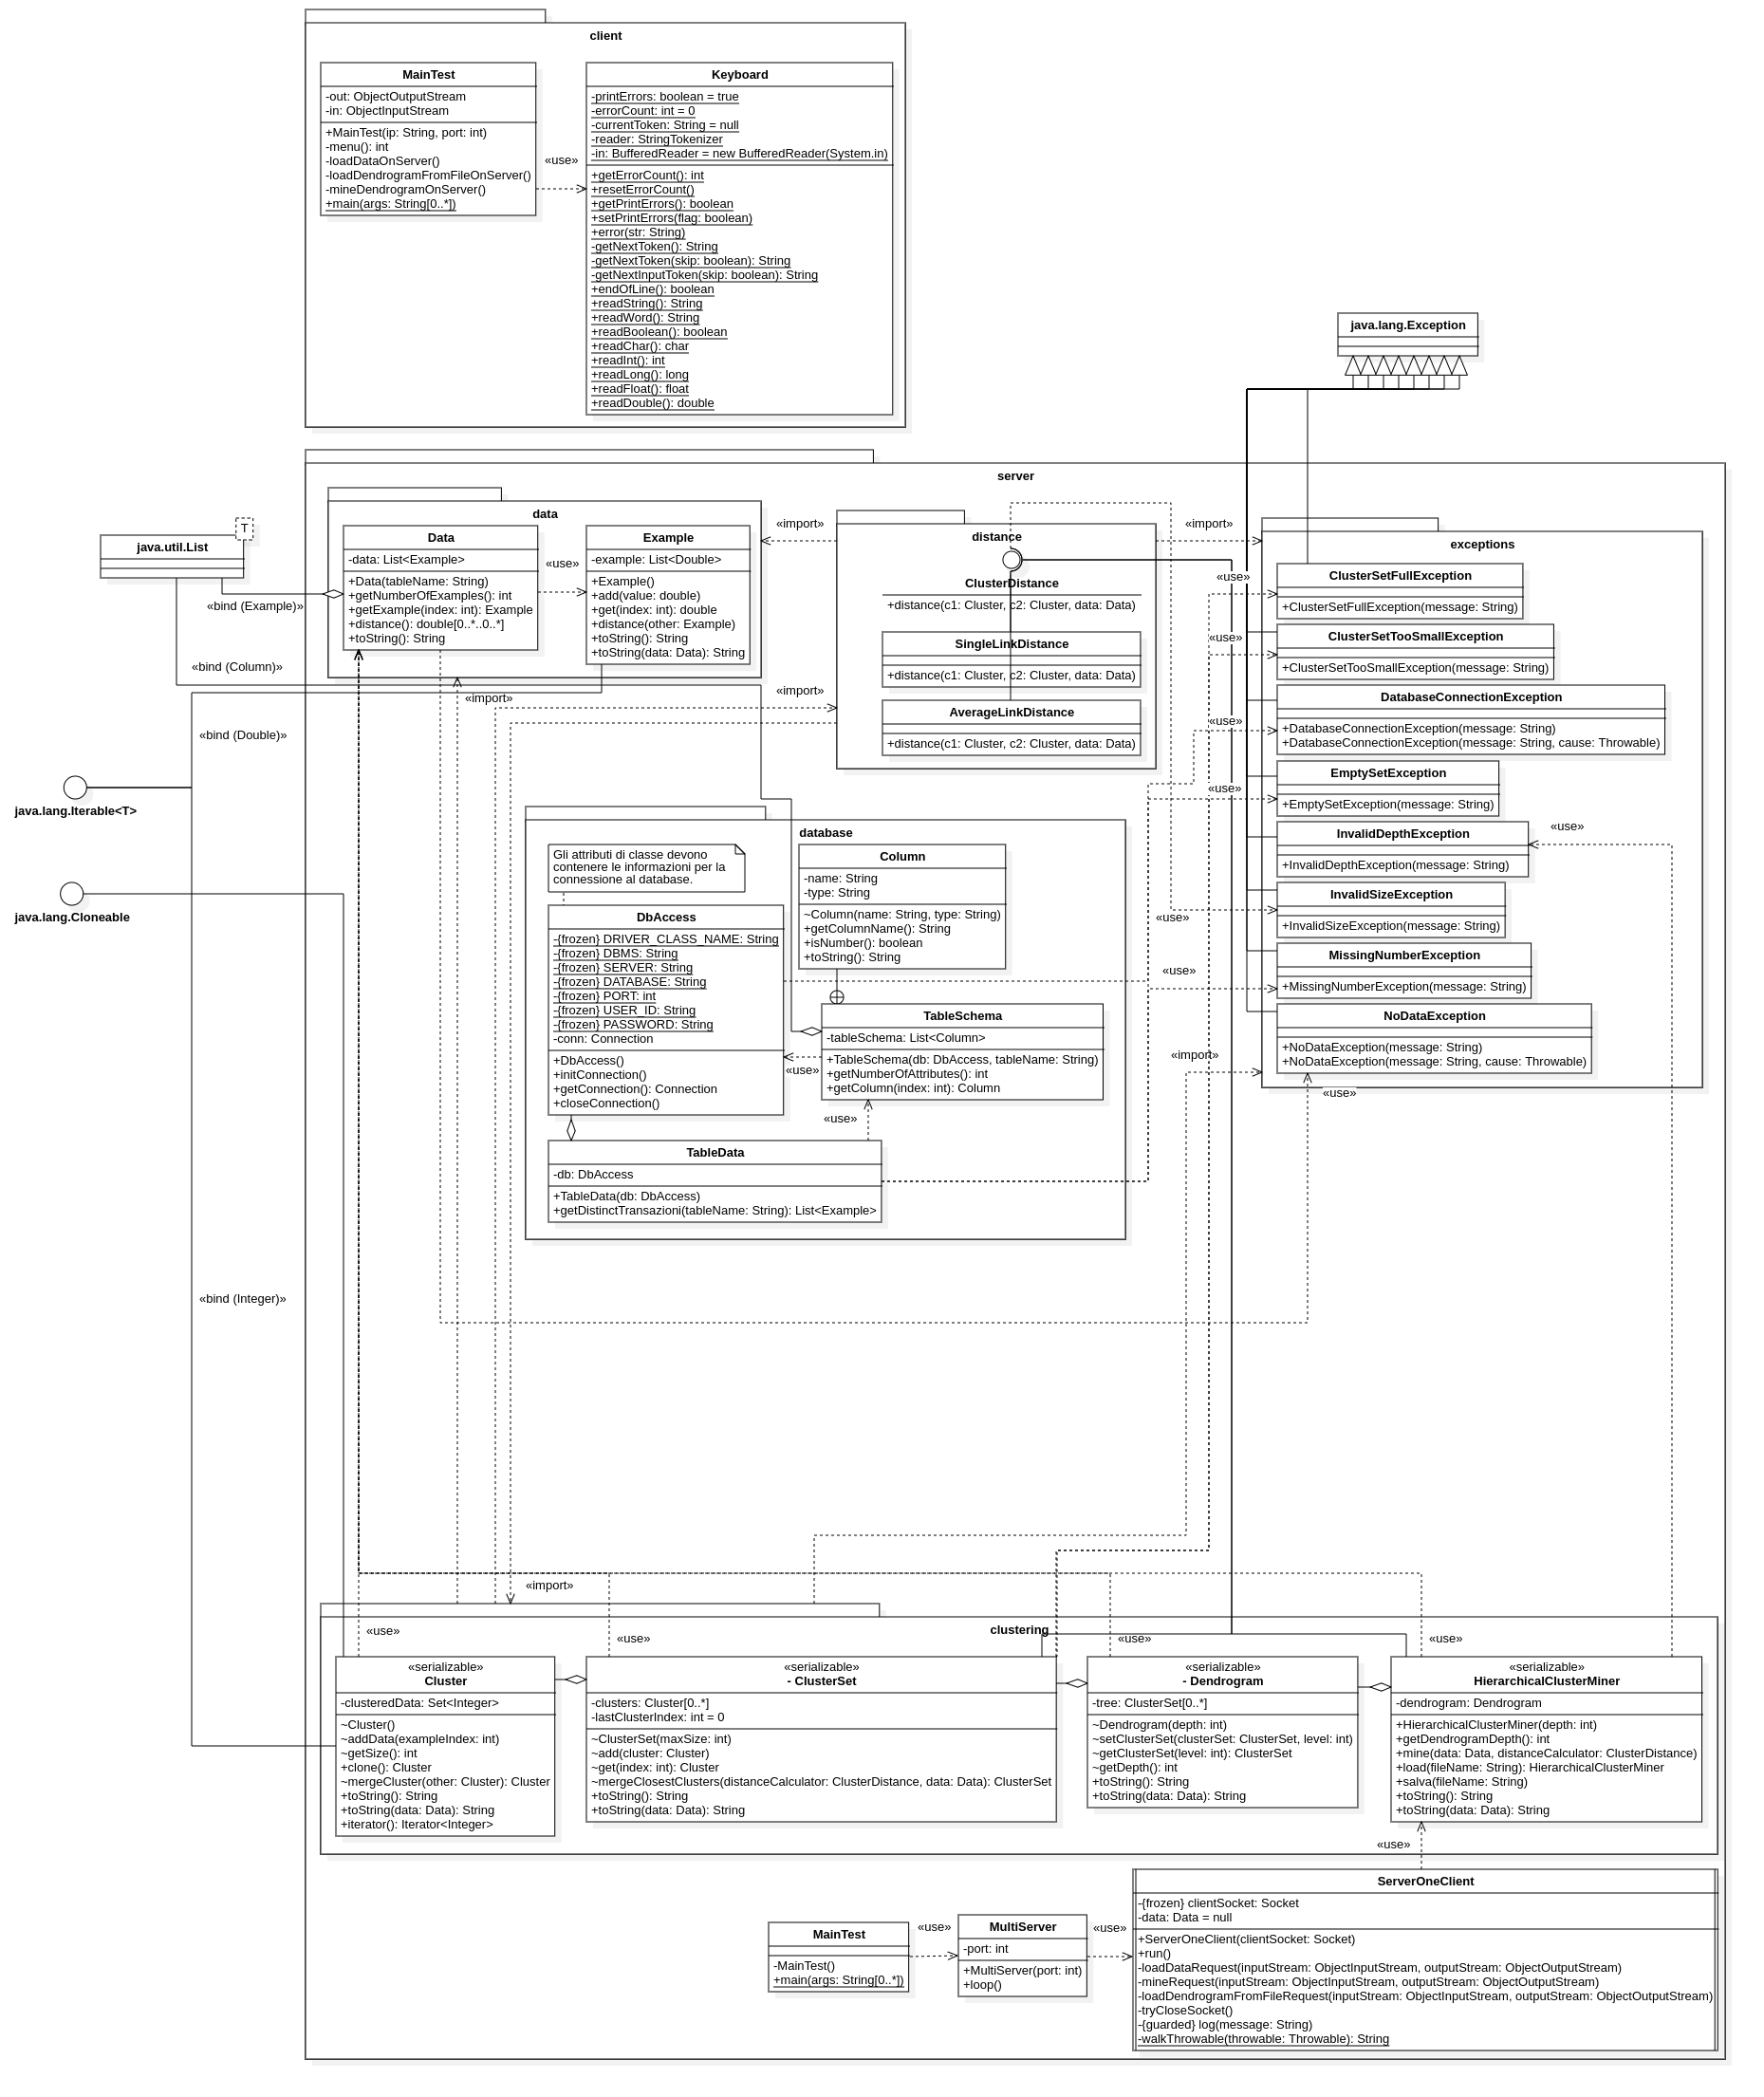 client
MainTest
-out: ObjectOutputStream
-in: ObjectInputStream
+MainTest(ip: String, port: int)
-menu(): int
-loadDataOnServer()
-loadDendrogramFromFileOnServer()
-mineDendrogramOnServer()
+main(args: String[0..*])
«use»
Keyboard
-printErrors: boolean = true
-errorCount: int = 0
-currentToken: String = null
-reader: StringTokenizer
-in: BufferedReader = new BufferedReader(System.in)
+getErrorCount(): int
+resetErrorCount()
+getPrintErrors(): boolean
+setPrintErrors(flag: boolean)
+error(str: String)
-getNextToken(): String
-getNextToken(skip: boolean): String
-getNextInputToken(skip: boolean): String
+endOfLine(): boolean
+readString(): String
+readWord(): String
+readBoolean(): boolean
+readChar(): char
+readInt(): int
+readLong(): long
+readFloat(): float
+readDouble(): double
java.lang.Exception
server
T
java.util.List
«bind (Example)»
«bind (Column)»
«bind (Double)»
java.lang.Iterable<T>
java.lang.Cloneable
«bind (Integer)»
data
Data
-data: List<Example>
+Data(tableName: String)
+getNumberOfExamples(): int
+getExample(index: int): Example
+distance(): double[0..*..0..*]
+toString(): String
«use»
Example
-example: List<Double>
+Example()
+add(value: double)
+get(index: int): double
+distance(other: Example)
+toString(): String
+toString(data: Data): String
«import»
«import»
«import»
distance
ClusterDistance
+distance(c1: Cluster, c2: Cluster, data: Data)
SingleLinkDistance
+distance(c1: Cluster, c2: Cluster, data: Data)
AverageLinkDistance
+distance(c1: Cluster, c2: Cluster, data: Data)
«import»
«use»
«use»
«use»
«use»
«use»
«use»
«import»
exceptions
ClusterSetFullException
+ClusterSetFullException(message: String)
ClusterSetTooSmallException
+ClusterSetTooSmallException(message: String)
DatabaseConnectionException
+DatabaseConnectionException(message: String)
+DatabaseConnectionException(message: String, cause: Throwable)
EmptySetException
+EmptySetException(message: String)
«use»
InvalidDepthException
+InvalidDepthException(message: String)
InvalidSizeException
+InvalidSizeException(message: String)
MissingNumberException
+MissingNumberException(message: String)
NoDataException
+NoDataException(message: String)
+NoDataException(message: String, cause: Throwable)
«use»
database
Gli attributi di classe devono
contenere le informazioni per la
connessione al database.
DbAccess
-{frozen} DRIVER_CLASS_NAME: String
-{frozen} DBMS: String
-{frozen} SERVER: String
-{frozen} DATABASE: String
-{frozen} PORT: int
-{frozen} USER_ID: String
-{frozen} PASSWORD: String
-conn: Connection
+DbAccess()
+initConnection()
+getConnection(): Connection
+closeConnection()
Column
-name: String
-type: String
~Column(name: String, type: String)
+getColumnName(): String
+isNumber(): boolean
+toString(): String
TableSchema
-tableSchema: List<Column>
+TableSchema(db: DbAccess, tableName: String)
+getNumberOfAttributes(): int
+getColumn(index: int): Column
«use»
«use»
TableData
-db: DbAccess
+TableData(db: DbAccess)
+getDistinctTransazioni(tableName: String): List<Example>
«import»
clustering
«use»
«use»
«use»
«use»
«serializable»
Cluster
-clusteredData: Set<Integer>
~Cluster()
~addData(exampleIndex: int)
~getSize(): int
+clone(): Cluster
~mergeCluster(other: Cluster): Cluster
+toString(): String
+toString(data: Data): String
+iterator(): Iterator<Integer>
«serializable»
- ClusterSet
-clusters: Cluster[0..*]
-lastClusterIndex: int = 0
~ClusterSet(maxSize: int)
~add(cluster: Cluster)
~get(index: int): Cluster
~mergeClosestClusters(distanceCalculator: ClusterDistance, data: Data): ClusterSet
+toString(): String
+toString(data: Data): String
«serializable»
- Dendrogram
-tree: ClusterSet[0..*]
~Dendrogram(depth: int)
~setClusterSet(clusterSet: ClusterSet, level: int)
~getClusterSet(level: int): ClusterSet
~getDepth(): int
+toString(): String
+toString(data: Data): String
«serializable»
HierarchicalClusterMiner
-dendrogram: Dendrogram
+HierarchicalClusterMiner(depth: int)
+getDendrogramDepth(): int
+mine(data: Data, distanceCalculator: ClusterDistance)
+load(fileName: String): HierarchicalClusterMiner
+salva(fileName: String)
+toString(): String
+toString(data: Data): String
«use»
MainTest
-MainTest()
+main(args: String[0..*])
«use»
MultiServer
-port: int
+MultiServer(port: int)
+loop()
«use»
ServerOneClient
-{frozen} clientSocket: Socket
-data: Data = null
+ServerOneClient(clientSocket: Socket)
+run()
-loadDataRequest(inputStream: ObjectInputStream, outputStream: ObjectOutputStream)
-mineRequest(inputStream: ObjectInputStream, outputStream: ObjectOutputStream)
-loadDendrogramFromFileRequest(inputStream: ObjectInputStream, outputStream: ObjectOutputStream)
-tryCloseSocket()
-{guarded} log(message: String)
-walkThrowable(throwable: Throwable): String